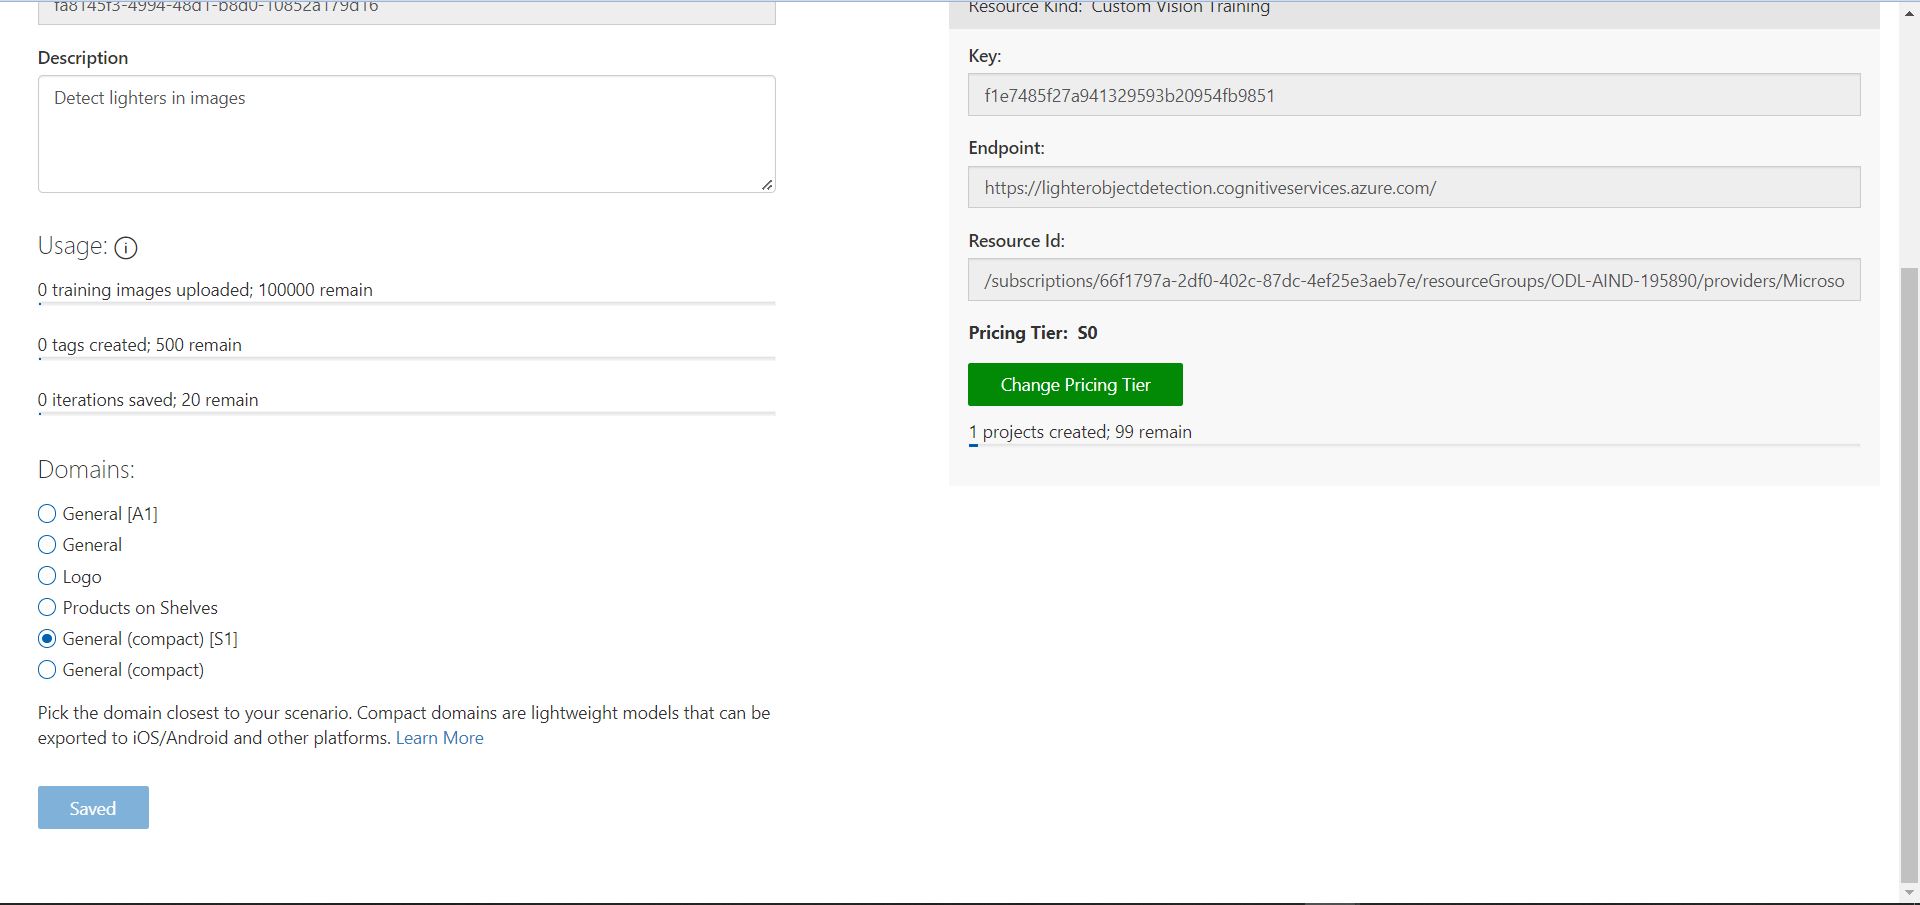 fa8145f3-4994-48d1-b8d0-10852a179d16
Description
Detect lighters in images
Usage:
0 training images uploaded; 100000 remain
0 tags created; 500 remain
0 iterations saved; 20 remain
Domains:
General [A1]
General
Logo
Products on Shelves
General (compact) [S1]
General (compact)
Pick the domain closest to your scenario. Compact domains are lightweight models that can be
exported to iOS/Android and other platforms. Learn More
Saved
Resource Kind: Custom Vision Training
Key:
f1e7485f27a941329593b20954fb9851
Endpoint:
https://lighterobjectdetection.cognitiveservices.azure.com/
Resource Id:
/subscriptions/66f1797a-2df0-402c-87dc-4ef25e3aeb7e/resourceGroups/ODL-AIND-195890/providers/Microso
Pricing Tier: S0
Change Pricing Tier
1 projects created; 99 remain